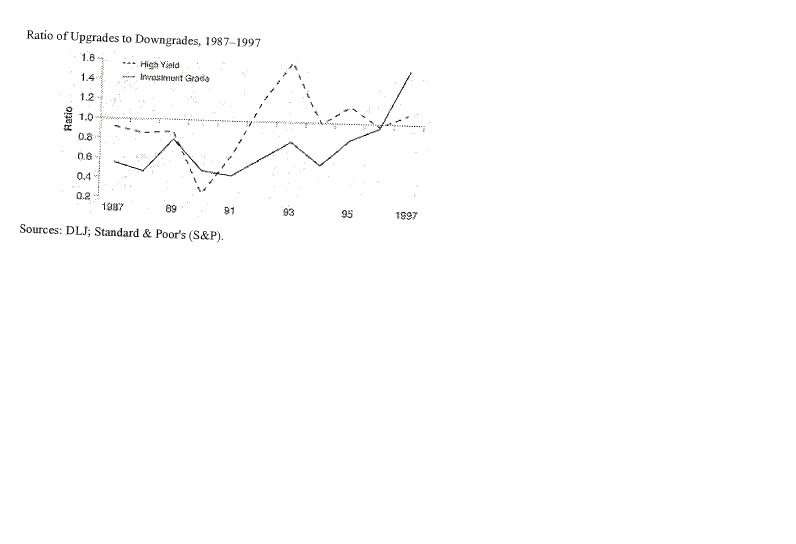 Ratio of Upgrades to Downgrades, 1987–1997
1.6
1.4
1.2
1.0
0.8
0.6
0.4
0.2
Ratio
High Yield
Investment Grade
1987
89
91
93
95
1997
Sources: DLJ; Standard & Poor's (S&P).